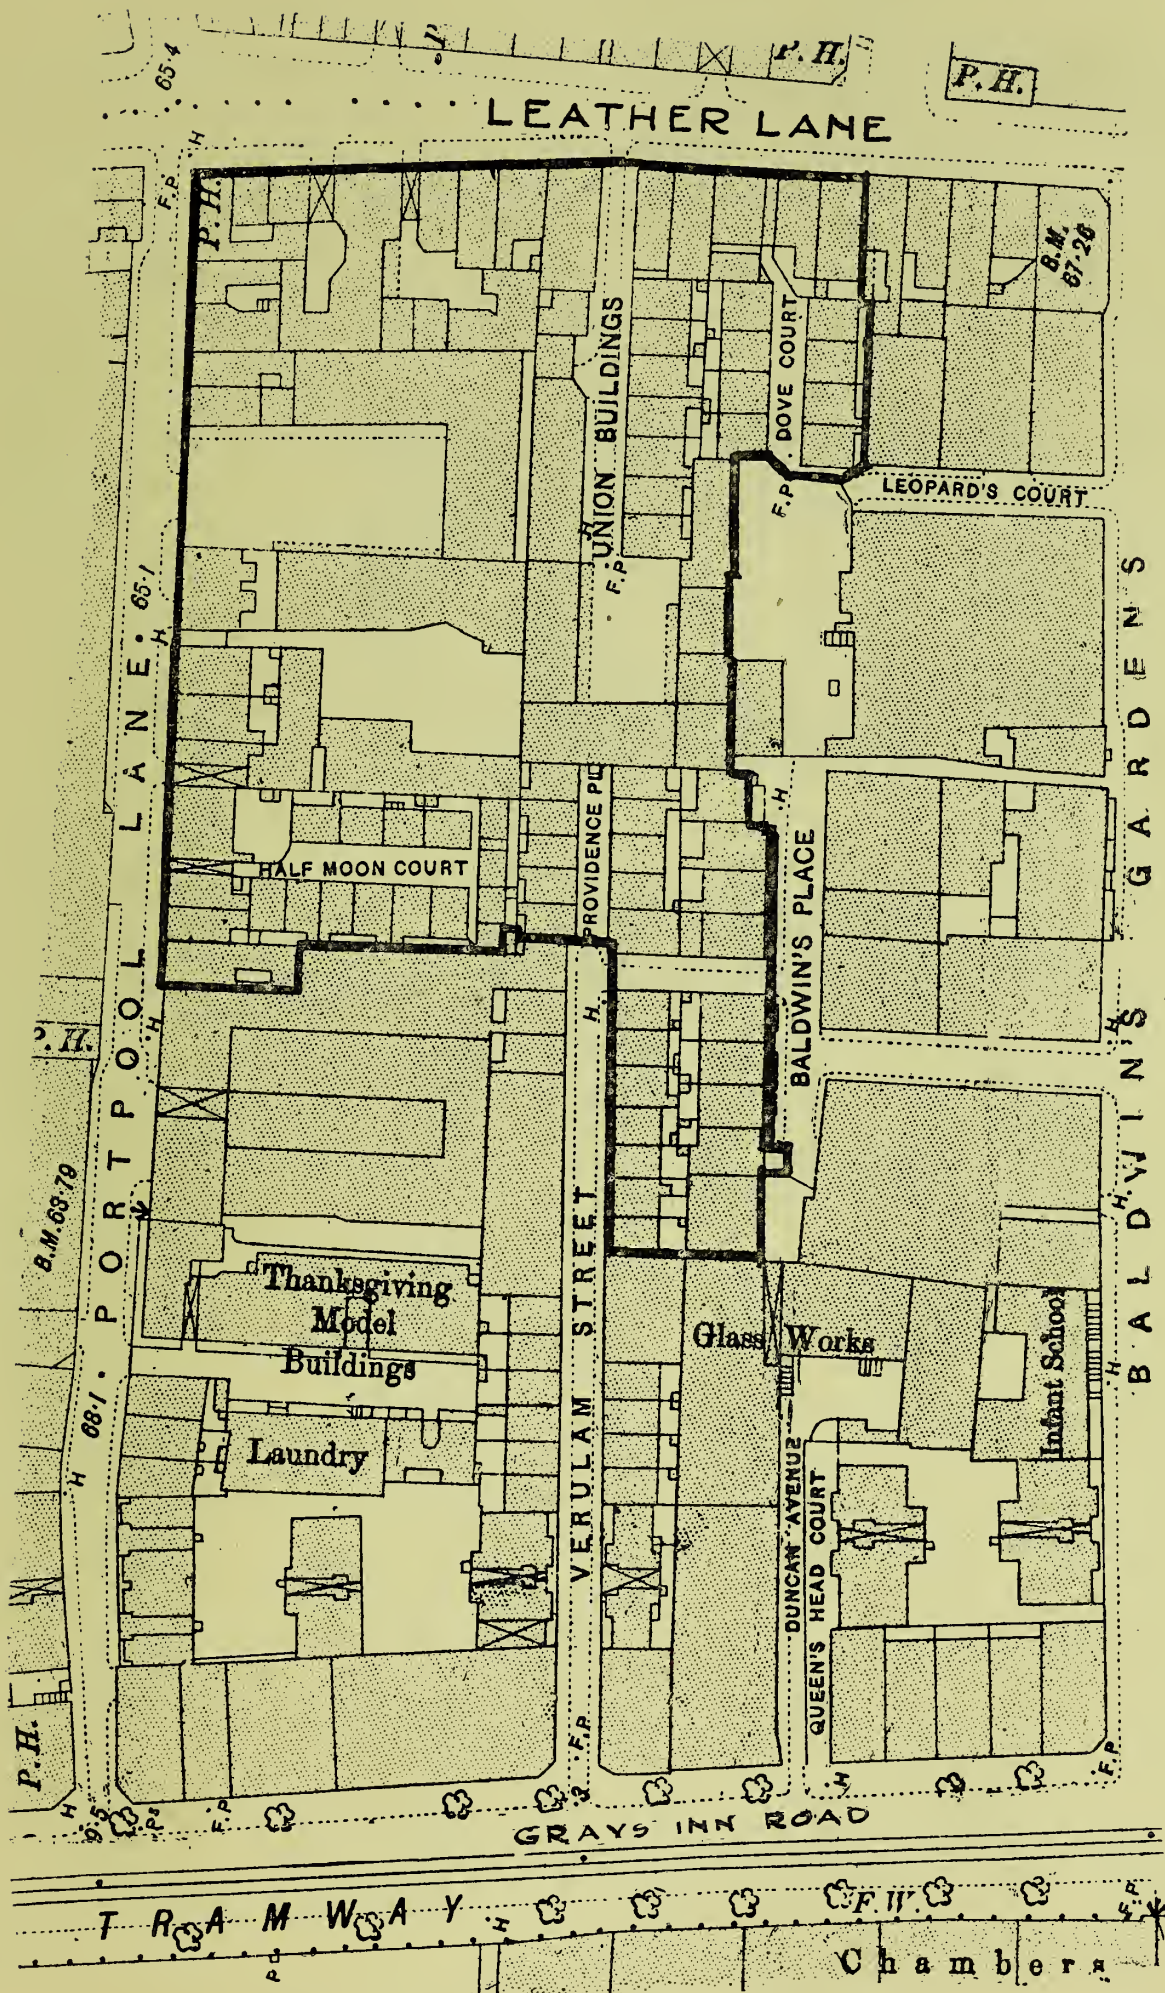 65·4
P
P. H.
P. H.
LEATHER LANE
H
F. P.
P. H.
B.M.
67·26
UNION BUILDINGS
DOVE COURT
F. P.
LEOPARD'S COURT
F. P.
H
65·1
PORTPOOL LANE
H
PROVIDENCE PL
HALF MOON COURT
H
BALDWIN'S PLACE
BALDWIN'S GARDENS
H
H
P. H.
H
B.M. 63·79
VERULAM STREET
H
Thanksgiving
Model
Buildings
Glass Works
Infant School
H
68·1
H
Laundry
DUNCAN AVENUE
QUEEN'S HEAD COURT
P. H.
H
F. P.
F. P.
H
F. P.
GRAYS INN ROAD
TRAMWAY
H
F. W.
F. P.
P
Chambers